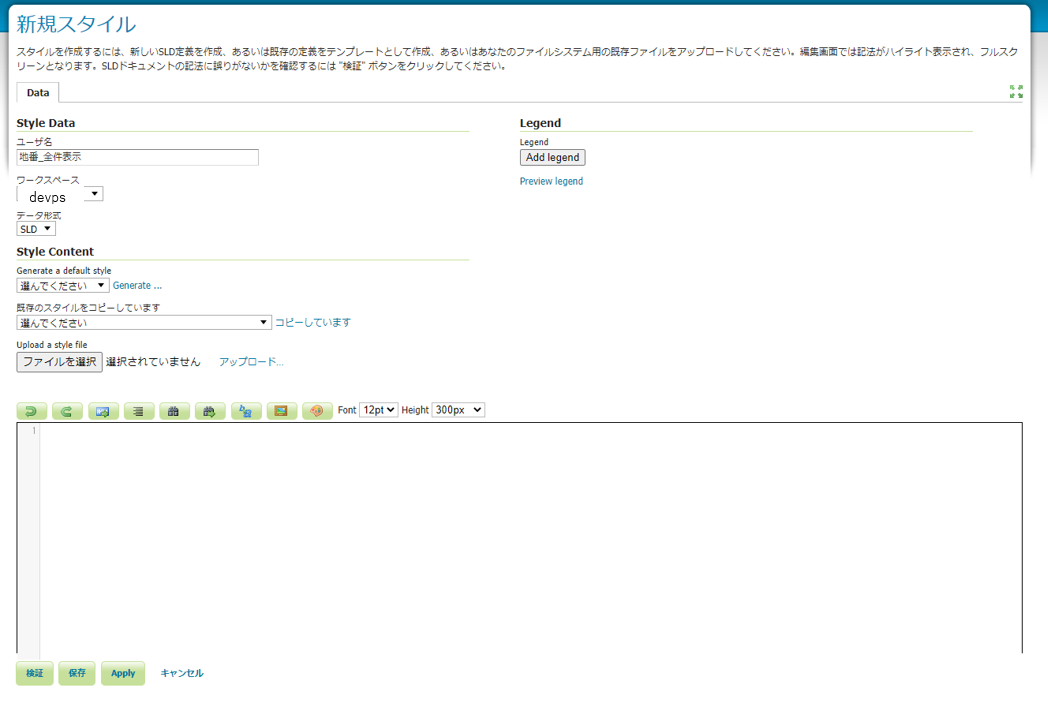 新規スタイル
スタイルを作成するには、新しいSLD定義を作成、あるいは既存の定義をテンプレートとして作成、あるいはあなたのファイルシステム用の既存ファイルをアップロードしてください。編集画面では記法がハイライト表示され、フルスク
リーンとなります。SLDドキュメントの記法に誤りがないかを確認するには "検証" ボタンをクリックしてください。
Data
Style Data
ユーザ名
地番_全件表示
ワークスペース
devps
データ形式
SLD
Style Content
Generate a default style
選んでください Generate ...
既存のスタイルをコピーしています
選んでください コピーしています
Upload a style file
ファイルを選択 選択されていません アップロード...
Legend
Legend
Add legend
Preview legend
Font 12pt Height 300px
1
検証 保存 Apply キャンセル